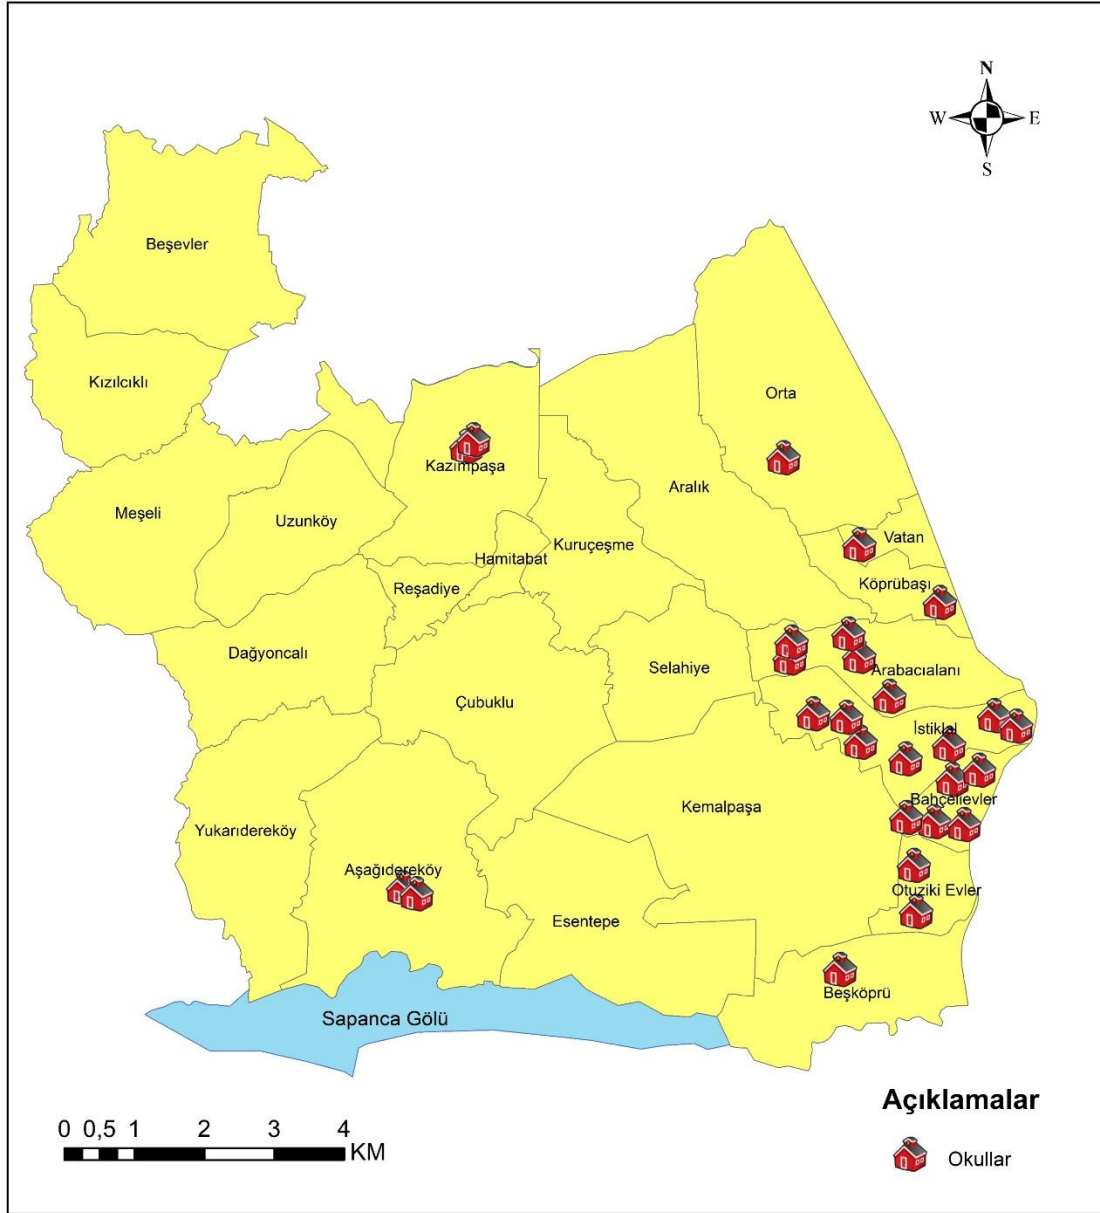 N
W E
S
Beşevler
Kızılcıklı
Orta
Kazımpaşa
Aralık
Meşeli
Uzunköy
Vatan
Kuruçeşme
Hamitabat
Köprübaşı
Reşadiye
Dağyoncalı
Selahiye
Arabacıalanı
Çubuklu
İstiklal
Kemalpaşa
Bahçelievler
Yukarıdereköy
Aşağıdereköy
Otuziki Evler
Esentepe
Beşköprü
Sapanca Gölü
Açıklamalar
0 0,5 1 2 3 4
KM
Okullar